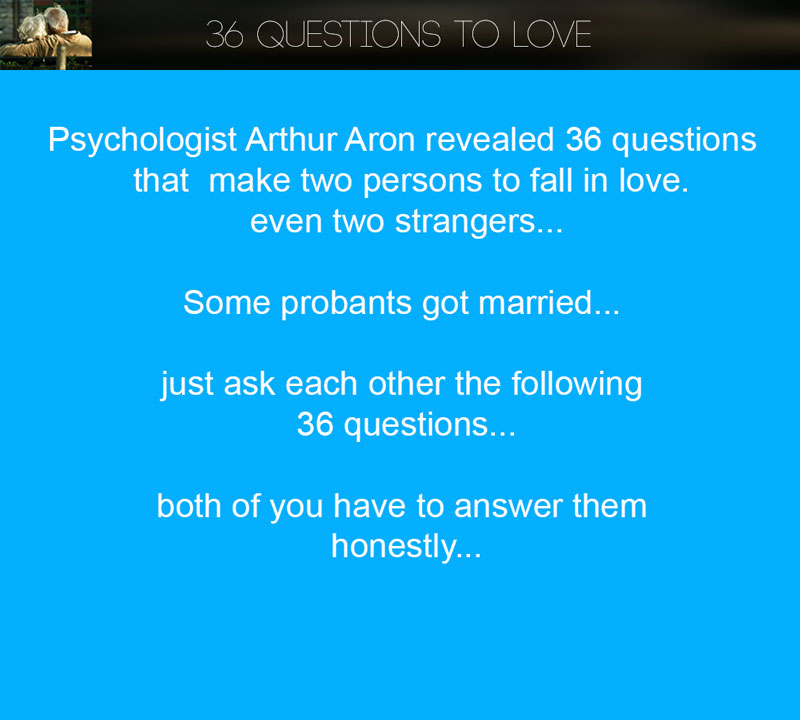 36 QUESTIONS TO LOVE
Psychologist Arthur Aron revealed 36 questions
that  make two persons to fall in love.
even two strangers...
Some probants got married...
just ask each other the following
36 questions...
both of you have to answer them
honestly...